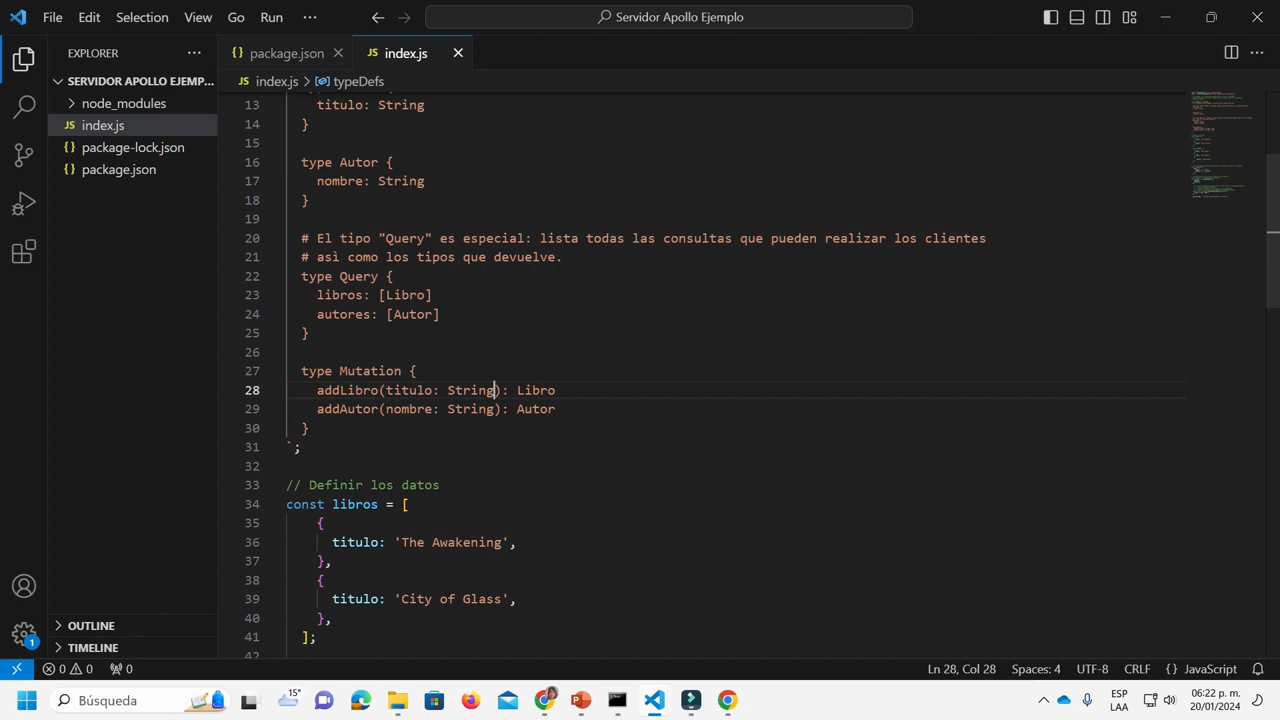 File Edit Selection View Go Run ··· Servidor Apollo Ejemplo
EXPLORER ···
SERVIDOR APOLLO EJEMP...
node_modules
JS index.js
{} package-lock.json
{} package.json
OUTLINE
TIMELINE
{} package.json JS index.js
JS index.js > typeDefs
13 titulo: String
14 }
15
16 type Autor {
17 nombre: String
18 }
19
20 # El tipo "Query" es especial: lista todas las consultas que pueden realizar los clientes
21 # asì como los tipos que devuelve.
22 type Query {
23 libros: [Libro]
24 autores: [Autor]
25 }
26
27 type Mutation {
28 addLibro(titulo: String): Libro
29 addAutor(nombre: String): Autor
30 }
31 `;
32
33 // Definir los datos
34 const libros = [
35 {
36 titulo: 'The Awakening',
37 },
38 {
39 titulo: 'City of Glass',
40 },
41 ];
42
1
0 0 0 Ln 28, Col 28 Spaces: 4 UTF-8 CRLF {} JavaScript
Búsqueda 15° ESP LAA 06:22 p. m. 20/01/2024